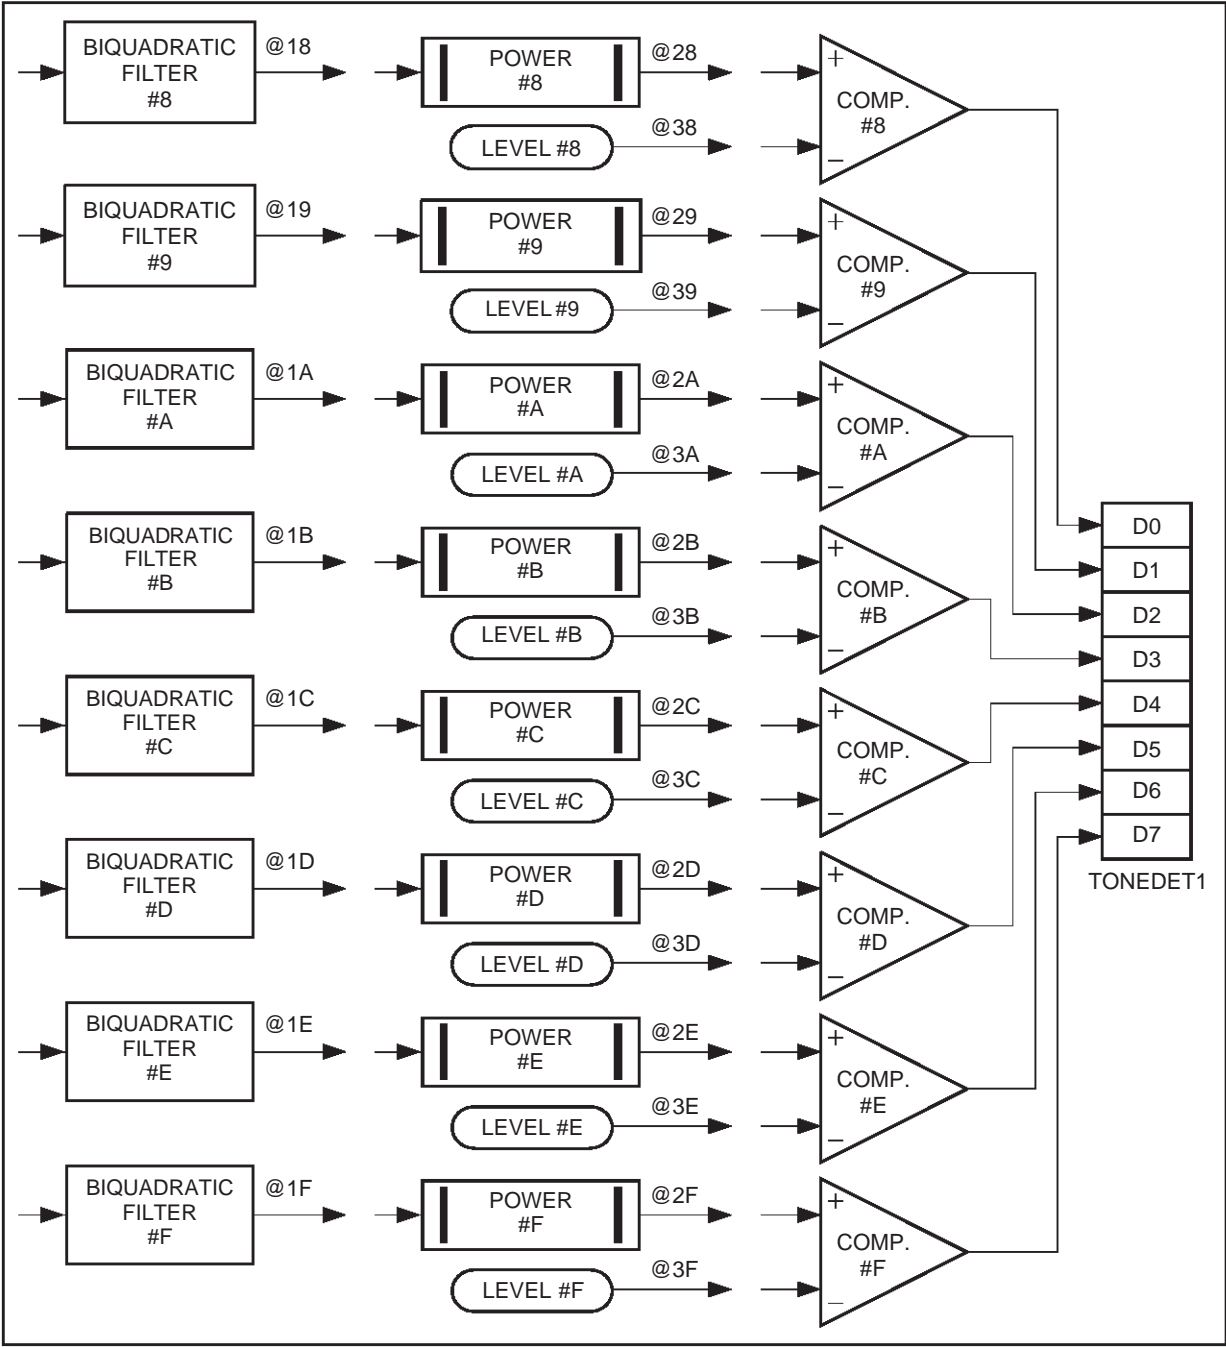 BIQUADRATIC
FILTER
#8
@18
POWER
#8
@28
LEVEL #8
@38
+
−
COMP.
#8
BIQUADRATIC
FILTER
#9
@19
POWER
#9
@29
LEVEL #9
@39
+
−
COMP.
#9
BIQUADRATIC
FILTER
#A
@1A
POWER
#A
@2A
LEVEL #A
@3A
+
−
COMP.
#A
BIQUADRATIC
FILTER
#B
@1B
POWER
#B
@2B
LEVEL #B
@3B
+
−
COMP.
#B
BIQUADRATIC
FILTER
#C
@1C
POWER
#C
@2C
LEVEL #C
@3C
+
−
COMP.
#C
BIQUADRATIC
FILTER
#D
@1D
POWER
#D
@2D
LEVEL #D
@3D
+
−
COMP.
#D
BIQUADRATIC
FILTER
#E
@1E
POWER
#E
@2E
LEVEL #E
@3E
+
−
COMP.
#E
BIQUADRATIC
FILTER
#F
@1F
POWER
#F
@2F
LEVEL #F
@3F
+
−
COMP.
#F
D0
D1
D2
D3
D4
D5
D6
D7
TONEDET1